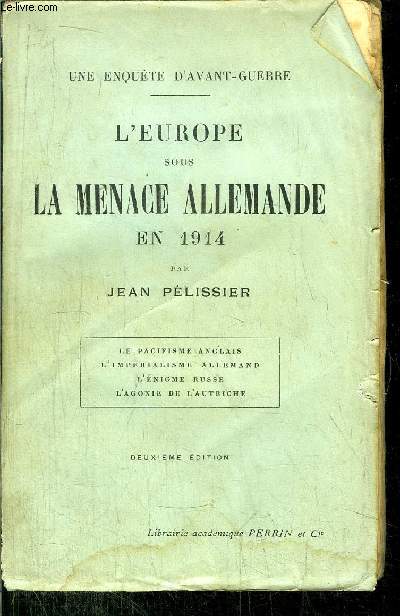 © Le-livre.com
UNE ENQUÊTE D'AVANT-GUERRE
L'EUROPE
SOUS
LA MENACE ALLEMANDE
EN 1914
PAR
JEAN PÉLISSIER
LE PACIFISME ANGLAIS
L'IMPÉRIALISME ALLEMAND
L'ÉNIGME RUSSE
L'AGONIE DE L'AUTRICHE
DEUXIÈME ÉDITION
Librairie académique PERRIN et Cie